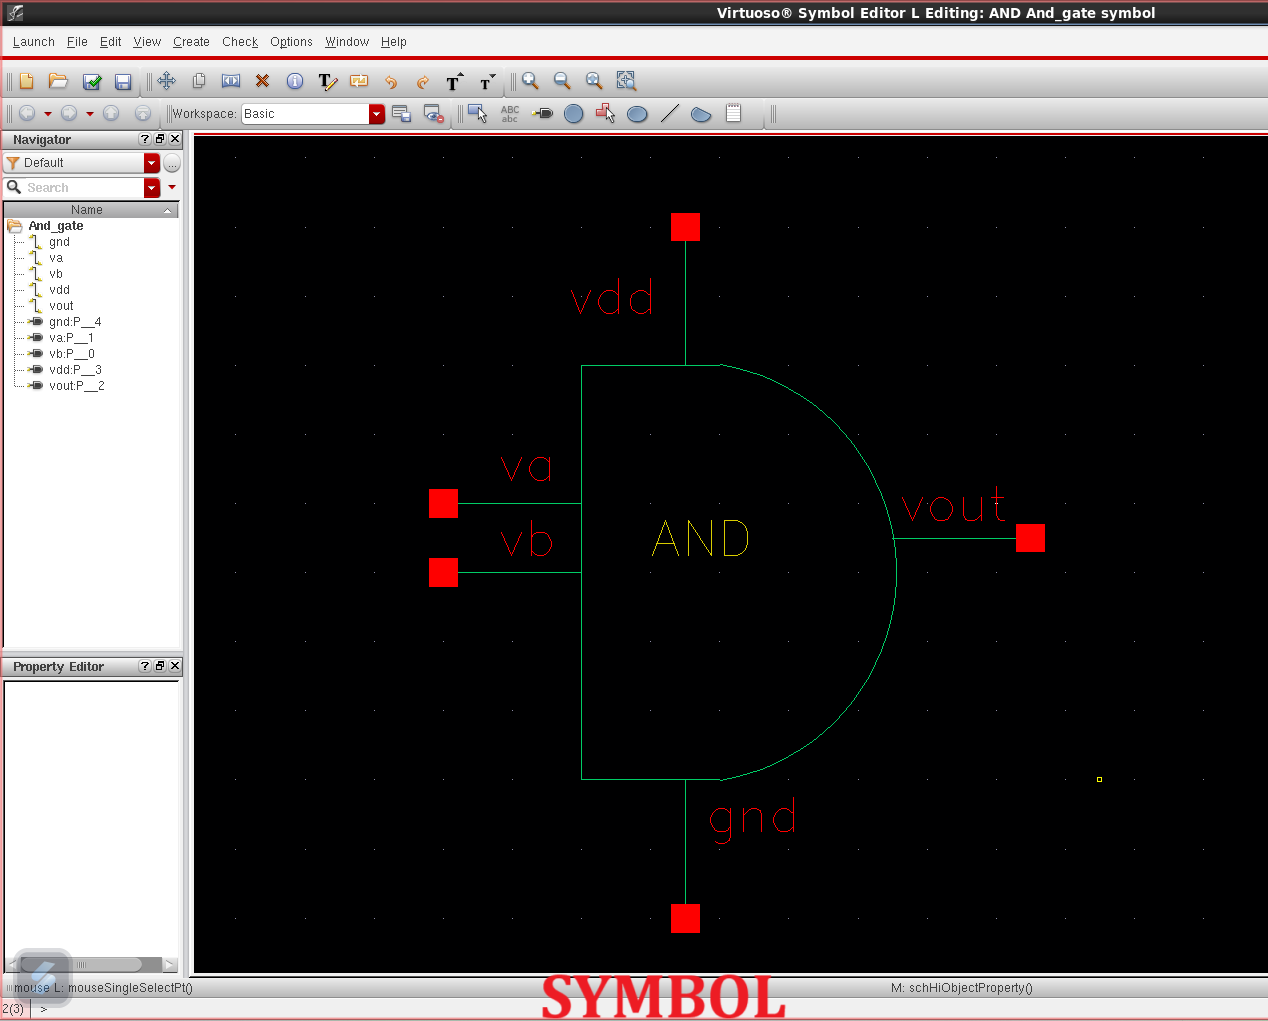 Virtuoso® Symbol Editor L Editing: AND And_gate symbol
Launch File Edit View Create Check Options Window Help
T T T
Workspace: Basic
ABC
abc
Navigator
Default
Search
Name
And_gate
gnd
va
vb
vdd
vout
gnd:P__4
va:P__1
vb:P__0
vdd:P__3
vout:P__2
Property Editor
vdd
va
vb
AND
vout
gnd
mouse L: mouseSingleSelectPt()
M: schHiObjectProperty()
2(3) >
SYMBOL